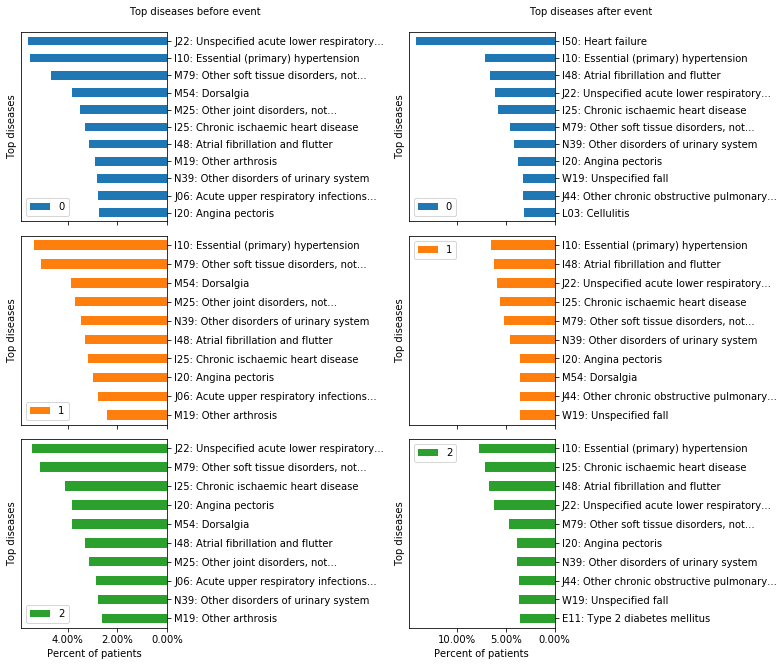 Top diseases before event
Top diseases
J22: Unspecified acute lower respiratory...
I10: Essential (primary) hypertension
M79: Other soft tissue disorders, not...
M54: Dorsalgia
M25: Other joint disorders, not...
I25: Chronic ischaemic heart disease
I48: Atrial fibrillation and flutter
M19: Other arthrosis
N39: Other disorders of urinary system
J06: Acute upper respiratory infections...
I20: Angina pectoris
0
Top diseases
I10: Essential (primary) hypertension
M79: Other soft tissue disorders, not...
M54: Dorsalgia
M25: Other joint disorders, not...
N39: Other disorders of urinary system
I48: Atrial fibrillation and flutter
I25: Chronic ischaemic heart disease
I20: Angina pectoris
J06: Acute upper respiratory infections...
M19: Other arthrosis
1
Top diseases
J22: Unspecified acute lower respiratory...
M79: Other soft tissue disorders, not...
I25: Chronic ischaemic heart disease
I20: Angina pectoris
M54: Dorsalgia
I48: Atrial fibrillation and flutter
M25: Other joint disorders, not...
J06: Acute upper respiratory infections...
N39: Other disorders of urinary system
M19: Other arthrosis
2
4.00% 2.00% 0.00%
Percent of patients
Top diseases after event
Top diseases
I50: Heart failure
I10: Essential (primary) hypertension
I48: Atrial fibrillation and flutter
J22: Unspecified acute lower respiratory...
I25: Chronic ischaemic heart disease
M79: Other soft tissue disorders, not...
N39: Other disorders of urinary system
I20: Angina pectoris
W19: Unspecified fall
J44: Other chronic obstructive pulmonary...
L03: Cellulitis
0
Top diseases
1
I10: Essential (primary) hypertension
I48: Atrial fibrillation and flutter
J22: Unspecified acute lower respiratory...
I25: Chronic ischaemic heart disease
M79: Other soft tissue disorders, not...
N39: Other disorders of urinary system
I20: Angina pectoris
M54: Dorsalgia
J44: Other chronic obstructive pulmonary...
W19: Unspecified fall
Top diseases
2
I10: Essential (primary) hypertension
I25: Chronic ischaemic heart disease
I48: Atrial fibrillation and flutter
J22: Unspecified acute lower respiratory...
M79: Other soft tissue disorders, not...
I20: Angina pectoris
N39: Other disorders of urinary system
J44: Other chronic obstructive pulmonary...
W19: Unspecified fall
E11: Type 2 diabetes mellitus
10.00% 5.00% 0.00%
Percent of patients